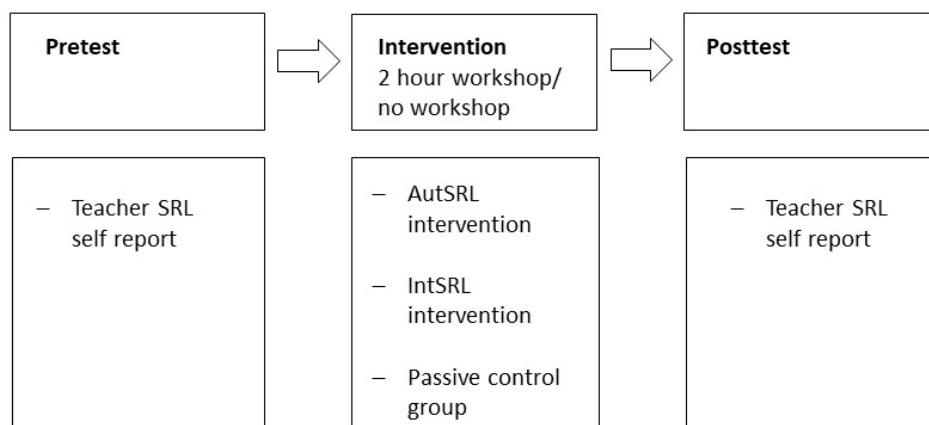 Pretest
Intervention
2 hour workshop/
no workshop
Posttest
– Teacher SRL
self report
– AutSRL
intervention
– IntSRL
intervention
– Passive control
group
– Teacher SRL
self report